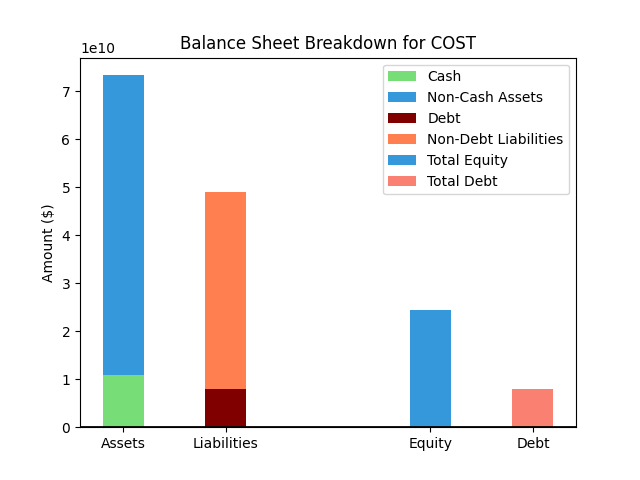 Balance Sheet Breakdown for COST
1e10
7
6
5
4
3
2
1
0
Amount ($)
Cash
Non-Cash Assets
Debt
Non-Debt Liabilities
Total Equity
Total Debt
Assets
Liabilities
Equity
Debt